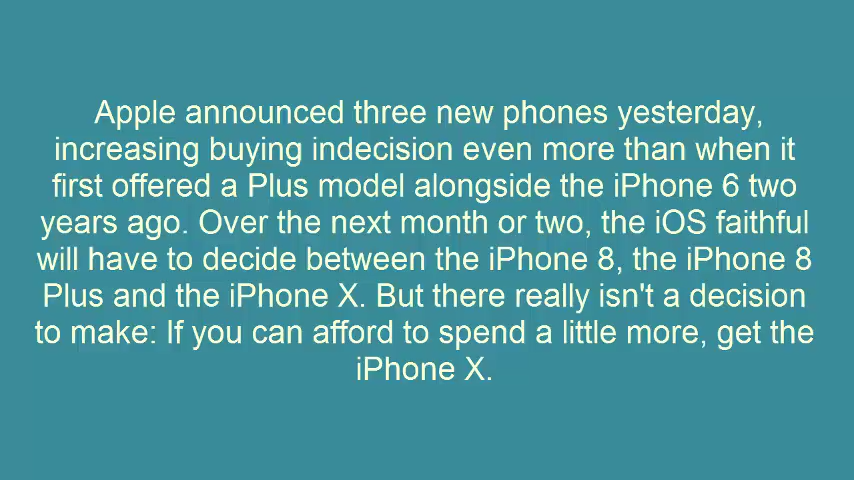 Apple announced three new phones yesterday,
increasing buying indecision even more than when it
first offered a Plus model alongside the iPhone 6 two
years ago. Over the next month or two, the iOS faithful
will have to decide between the iPhone 8, the iPhone 8
Plus and the iPhone X. But there really isn't a decision
to make: If you can afford to spend a little more, get the
iPhone X.